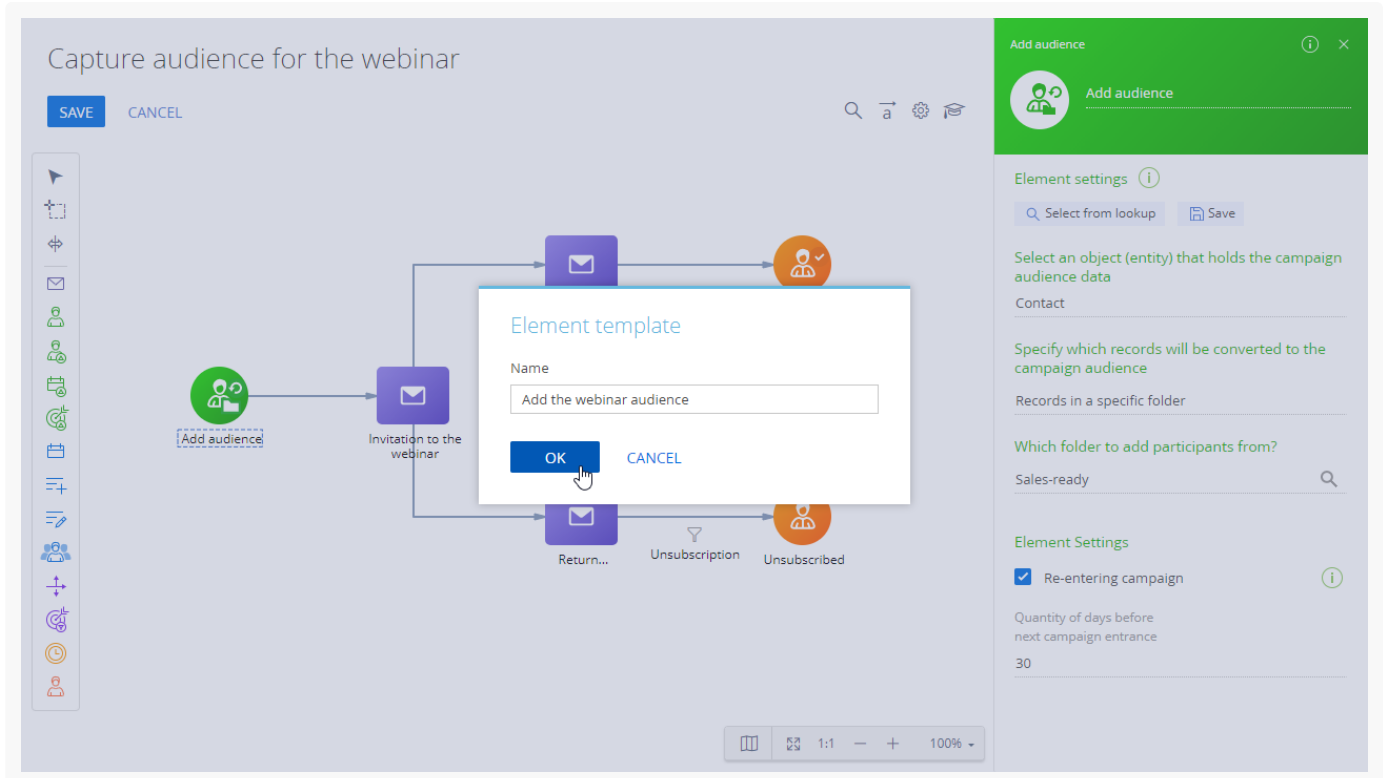 Capture audience for the webinar
SAVE
CANCEL
a
Add audience
Invitation to the
webinar
Return...
Unsubscription
Unsubscribed
1:1
100%
Element template
Name
Add the webinar audience
OK
CANCEL
Add audience
Add audience
Element settings
Select from lookup
Save
Select an object (entity) that holds the campaign
audience data
Contact
Specify which records will be converted to the
campaign audience
Records in a specific folder
Which folder to add participants from?
Sales-ready
Element Settings
Re-entering campaign
Quantity of days before
next campaign entrance
30